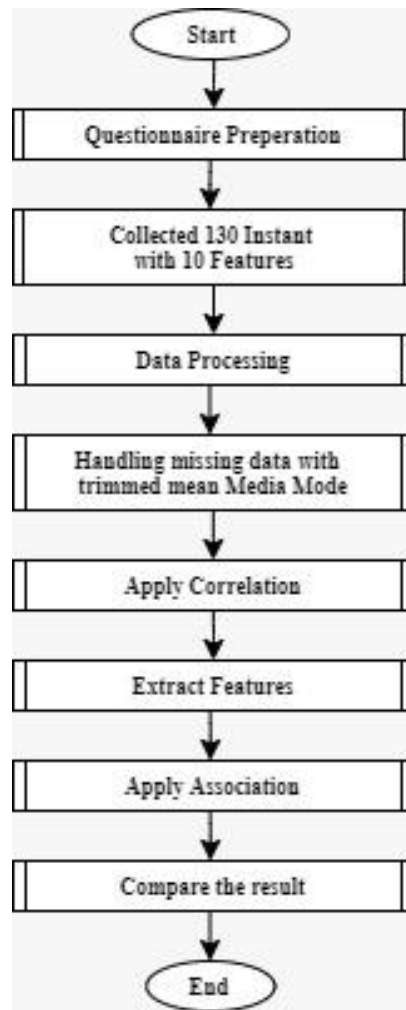 Start
Questionnaire Preperation
Collected 130 Instant
with 10 Features
Data Processing
Handling missing data with
trimmed mean Media Mode
Apply Correlation
Extract Features
Apply Association
Compare the result
End